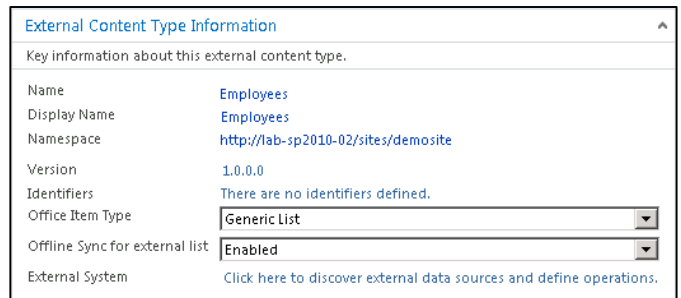 External Content Type Information
Key information about this external content type.
Name Employees
Display Name Employees
Namespace http://lab-sp2010-02/sites/demosite
Version 1.0.0.0
Identifiers There are no identifiers defined.
Office Item Type Generic List
Offline Sync for external list Enabled
External System Click here to discover external data sources and define operations.